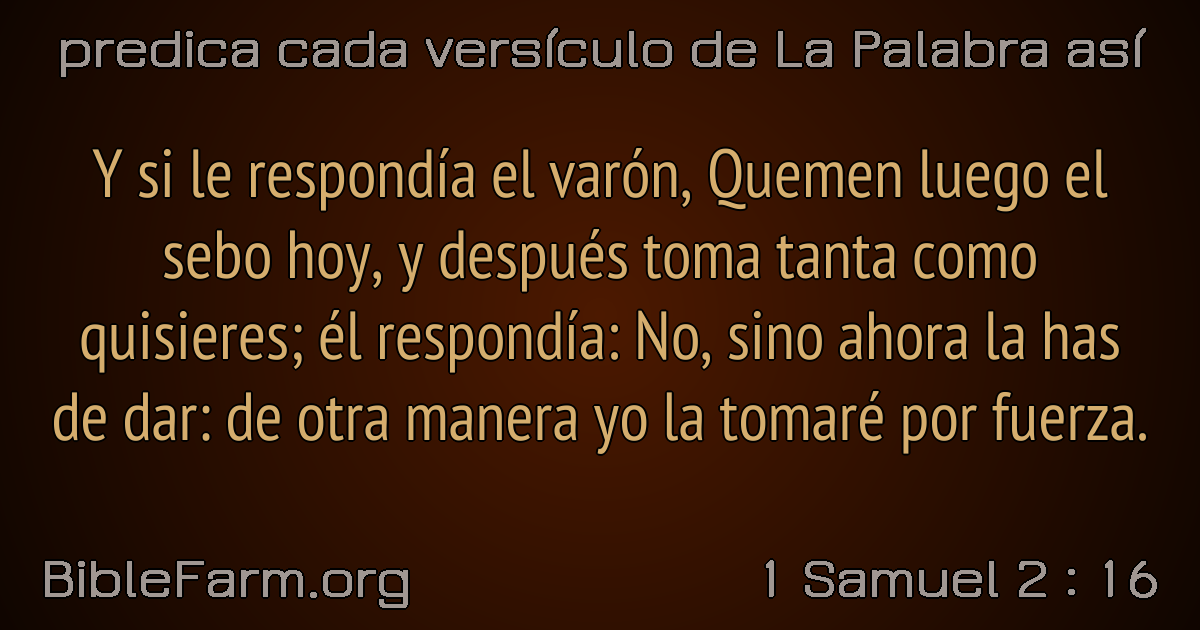 predica cada versículo de La Palabra así
Y si le respondía el varón, Quemen luego el
sebo hoy, y después toma tanta como
quisieres; él respondía: No, sino ahora la has
de dar: de otra manera yo la tomaré por fuerza.
BibleFarm.org
1 Samuel 2 : 16